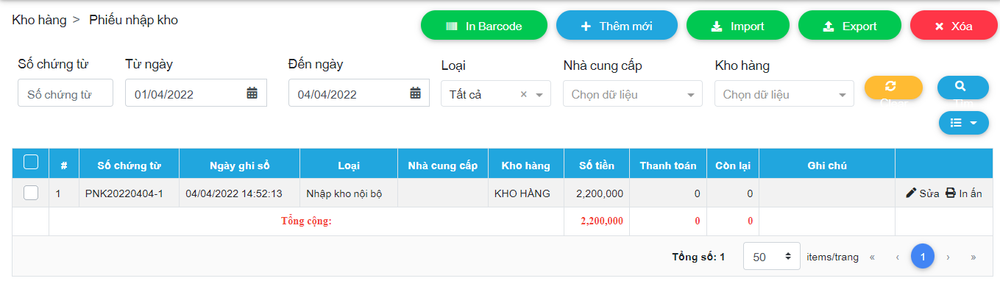 Kho hàng > Phiếu nhập kho
In Barcode Thêm mới Import Export Xóa
Số chứng từ Từ ngày Đến ngày Loại Nhà cung cấp Kho hàng
Số chứng từ 01/04/2022 04/04/2022 Tất cả × Chọn dữ liệu Chọn dữ liệu
# Số chứng từ Ngày ghi sổ Loại Nhà cung cấp Kho hàng Số tiền Thanh toán Còn lại Ghi chú
1 PNK20220404-1 04/04/2022 14:52:13 Nhập kho nội bộ KHO HÀNG 2,200,000 0 0 Sửa In ấn
Tổng cộng: 2,200,000 0 0
Tổng số: 1 50 items/trang « ‹ 1 › »